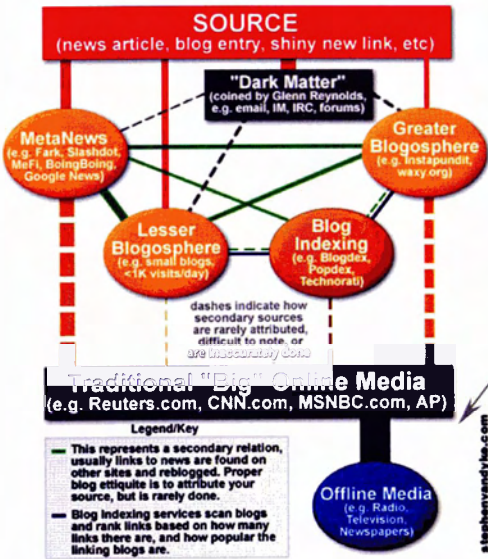 SOURCE
(news article, blog entry, shiny new link, etc)
"Dark Matter"
(coined by Glenn Reynolds,
e.g. email, IM, IRC, forums)
MetaNews
(e.g. Fark, Slashdot,
MeFi, BoingBoing,
Google News)
Greater
Blogosphere
(e.g. Instapundit,
waxy.org)
Lesser
Blogosphere
(e.g. small blogs,
<1K visits/day)
Blog
Indexing
(e.g. Blogdex,
Popdex,
Technorati)
dashes indicate how
secondary sources
are rarely attributed,
difficult to note, or
are inaccurately done
Traditional "Big" Online Media
(e.g. Reuters.com, CNN.com, MSNBC.com, AP)
Legend/Key
This represents a secondary relation,
usually links to news are found on
other sites and reblogged. Proper
blog ettiquite is to attribute your
source, but is rarely done.
Blog Indexing services scan blogs
and rank links based on how many
links there are, and how popular the
linking blogs are.
Offline Media
(e.g. Radio,
Television,
Newspapers)
stephenvandyke.com